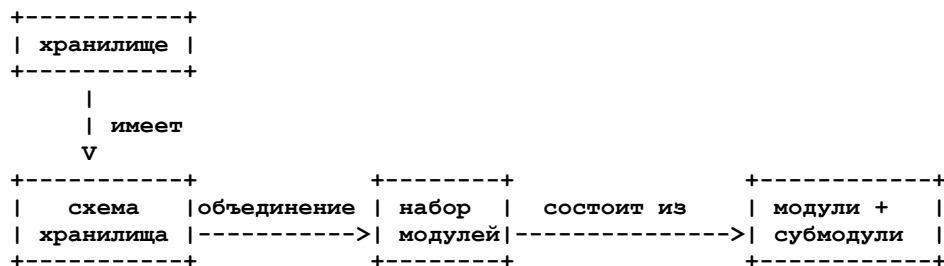 хранилище
имеет
схема объединение набор состоит из модули +
хранилища модулей субмодули